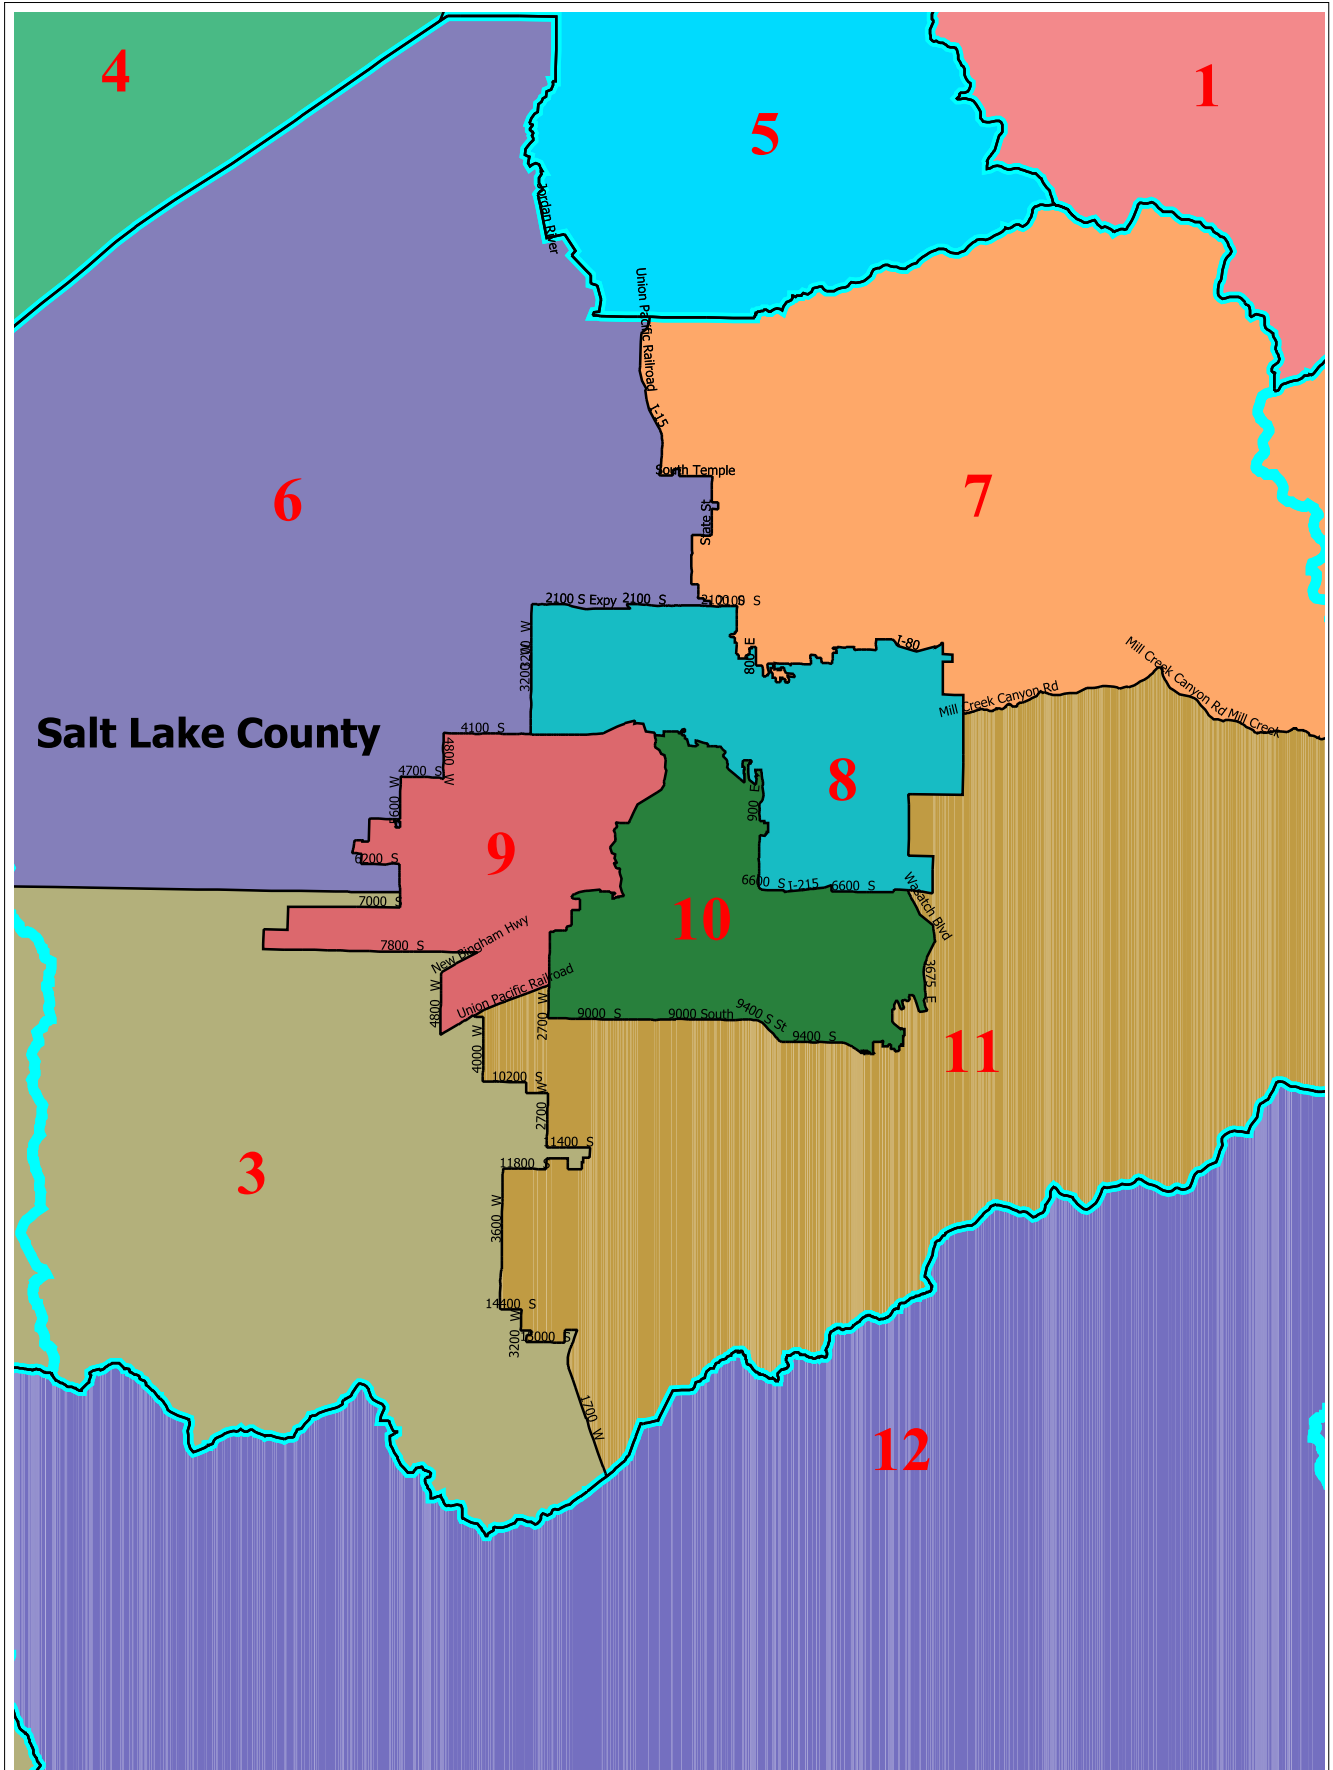 4
1
5
Jordan River
Union Pacific Railroad
I-15
South Temple
6
7
State St
2100 S Expy
2100 S
2100 S
2100 S
3200 W
3200 W
800 E
I-80
Mill Creek Canyon Rd
Mill Creek Canyon Rd
Mill Creek
Salt Lake County
4100 S
4800 W
4700 S
5600 W
8
900 E
9
6200 S
6600 S
I-215
6600 S
Wasatch Blvd
7000 S
10
New Bingham Hwy
7800 S
Union Pacific Railroad
3675 E
4800 W
2700 W
9000 S
9000 South
9400 S St
9400 S
4000 W
11
10200 S
2700 W
11400 S
11800 S
3
3600 W
14400 S
3200 W
15000 S
1700 W
12